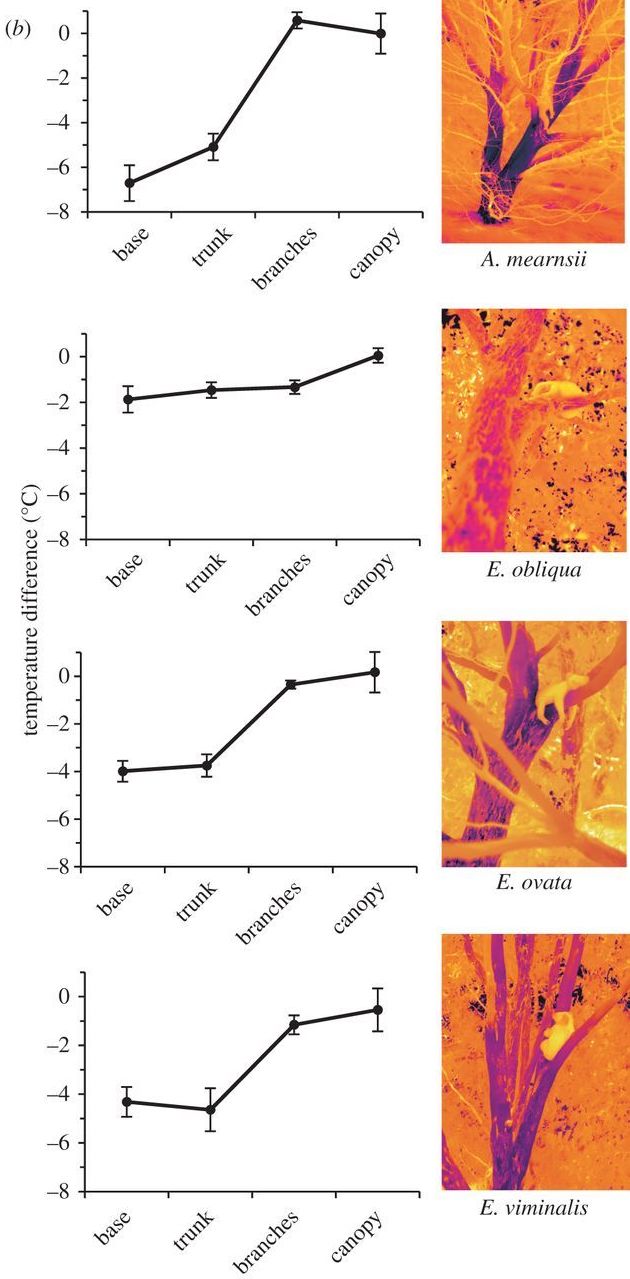 (b)
temperature difference (°C)
0
–2
–4
–6
–8
base
trunk
branches
canopy
A. mearnsii
0
–2
–4
–6
–8
base
trunk
branches
canopy
E. obliqua
0
–2
–4
–6
–8
base
trunk
branches
canopy
E. ovata
0
–2
–4
–6
–8
base
trunk
branches
canopy
E. viminalis